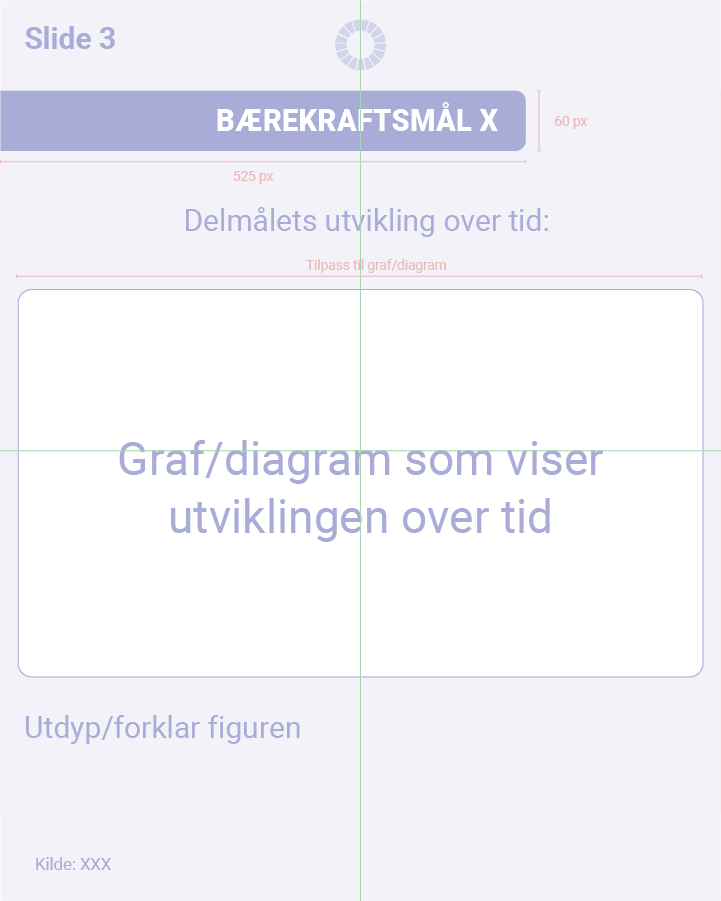 Slide 3
BÆREKRAFTSMÅL X
60 px
525 px
Delmålets utvikling over tid:
Tilpass til graf/diagram
Graf/diagram som viser
utviklingen over tid
Utdyp/forklar figuren
Kilde: XXX